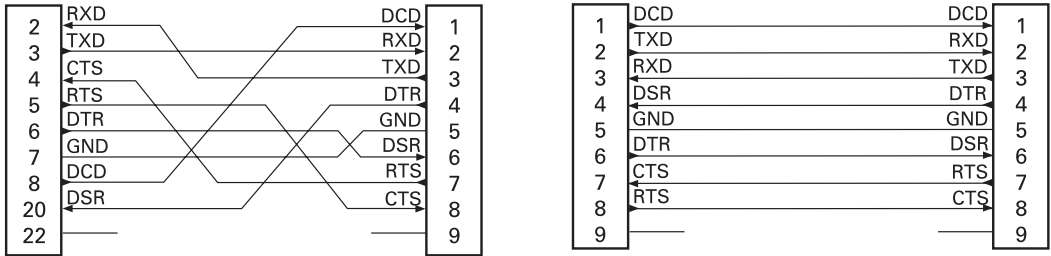 2 RXD DCD 1
3 TXD RXD 2
4 CTS TXD 3
5 RTS DTR 4
6 DTR GND 5
7 GND DSR 6
8 DCD RTS 7
20 DSR CTS 8
22 9
1 DCD DCD 1
2 TXD RXD 2
3 RXD TXD 3
4 DSR DTR 4
5 GND GND 5
6 DTR DSR 6
7 CTS RTS 7
8 RTS CTS 8
9 9